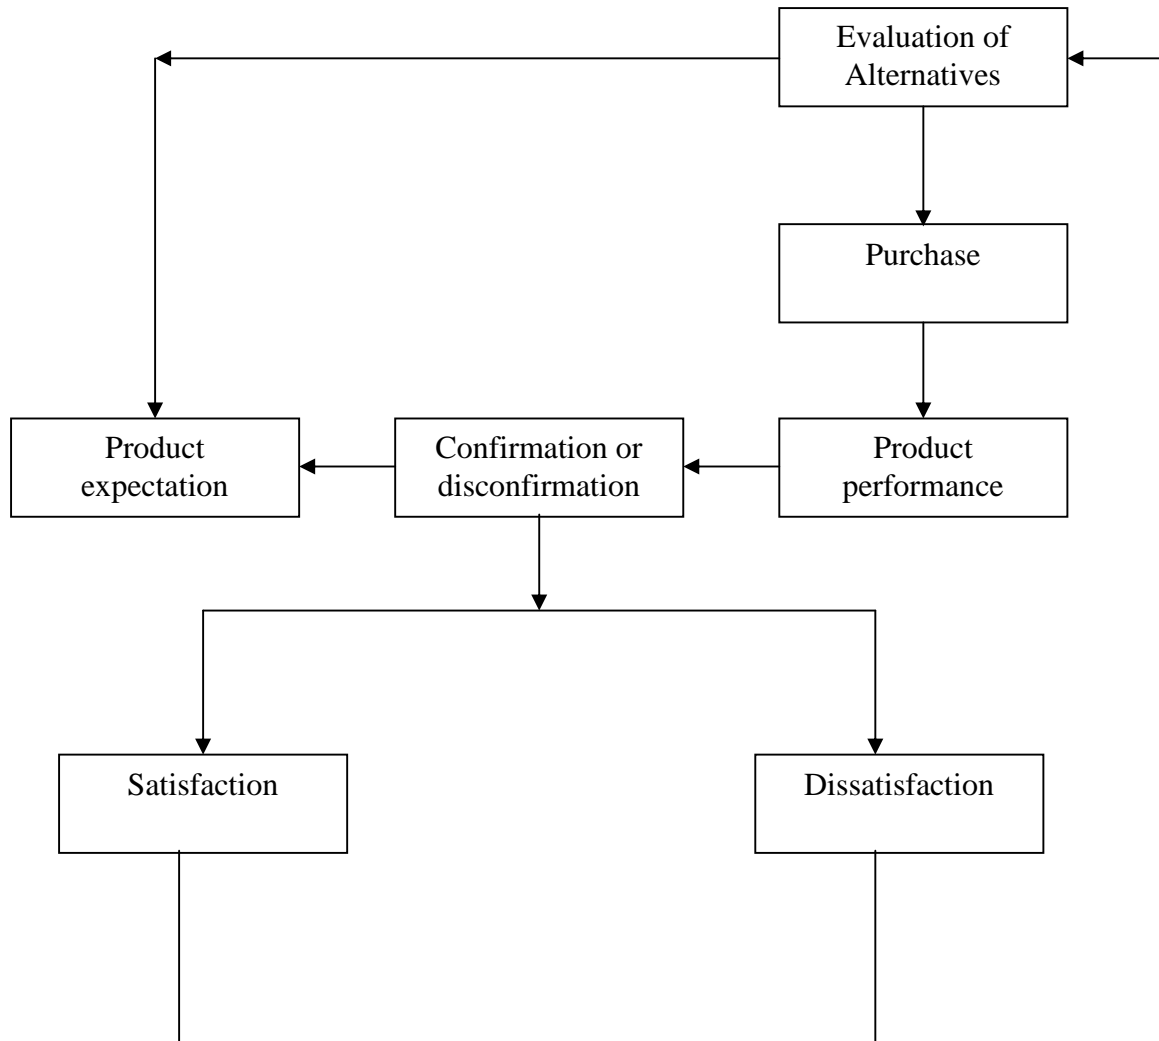 Evaluation of
Alternatives
Purchase
Product
expectation
Confirmation or
disconfirmation
Product
performance
Satisfaction
Dissatisfaction